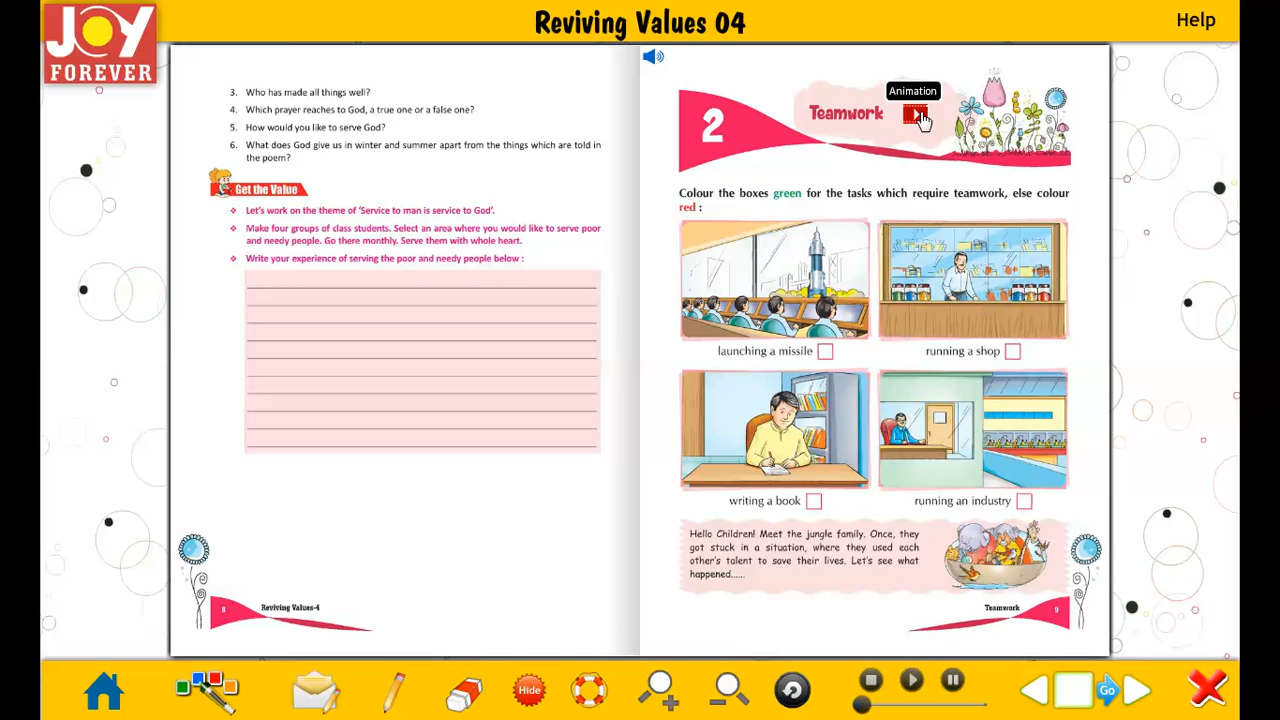 JOY
FOREVER
Reviving Values 04
Help
3. Who has made all things well?
4. Which prayer reaches to God, a true one or a false one?
5. How would you like to serve God?
6. What does God give us in winter and summer apart from the things which are told in
the poem?
Get the Value
❖ Let's work on the theme of 'Service to man is service to God'.
❖ Make four groups of class students. Select an area where you would like to serve poor
and needy people. Go there monthly. Serve them with whole heart.
❖ Write your experience of serving the poor and needy people below :
8
Reviving Values-4
2
Teamwork
Animation
Colour the boxes green for the tasks which require teamwork, else colour
red :
launching a missile
running a shop
writing a book
running an industry
Hello Children! Meet the jungle family. Once, they
got stuck in a situation, where they used each
other's talent to save their lives. Let's see what
happened......
Teamwork
9
Hide
Go